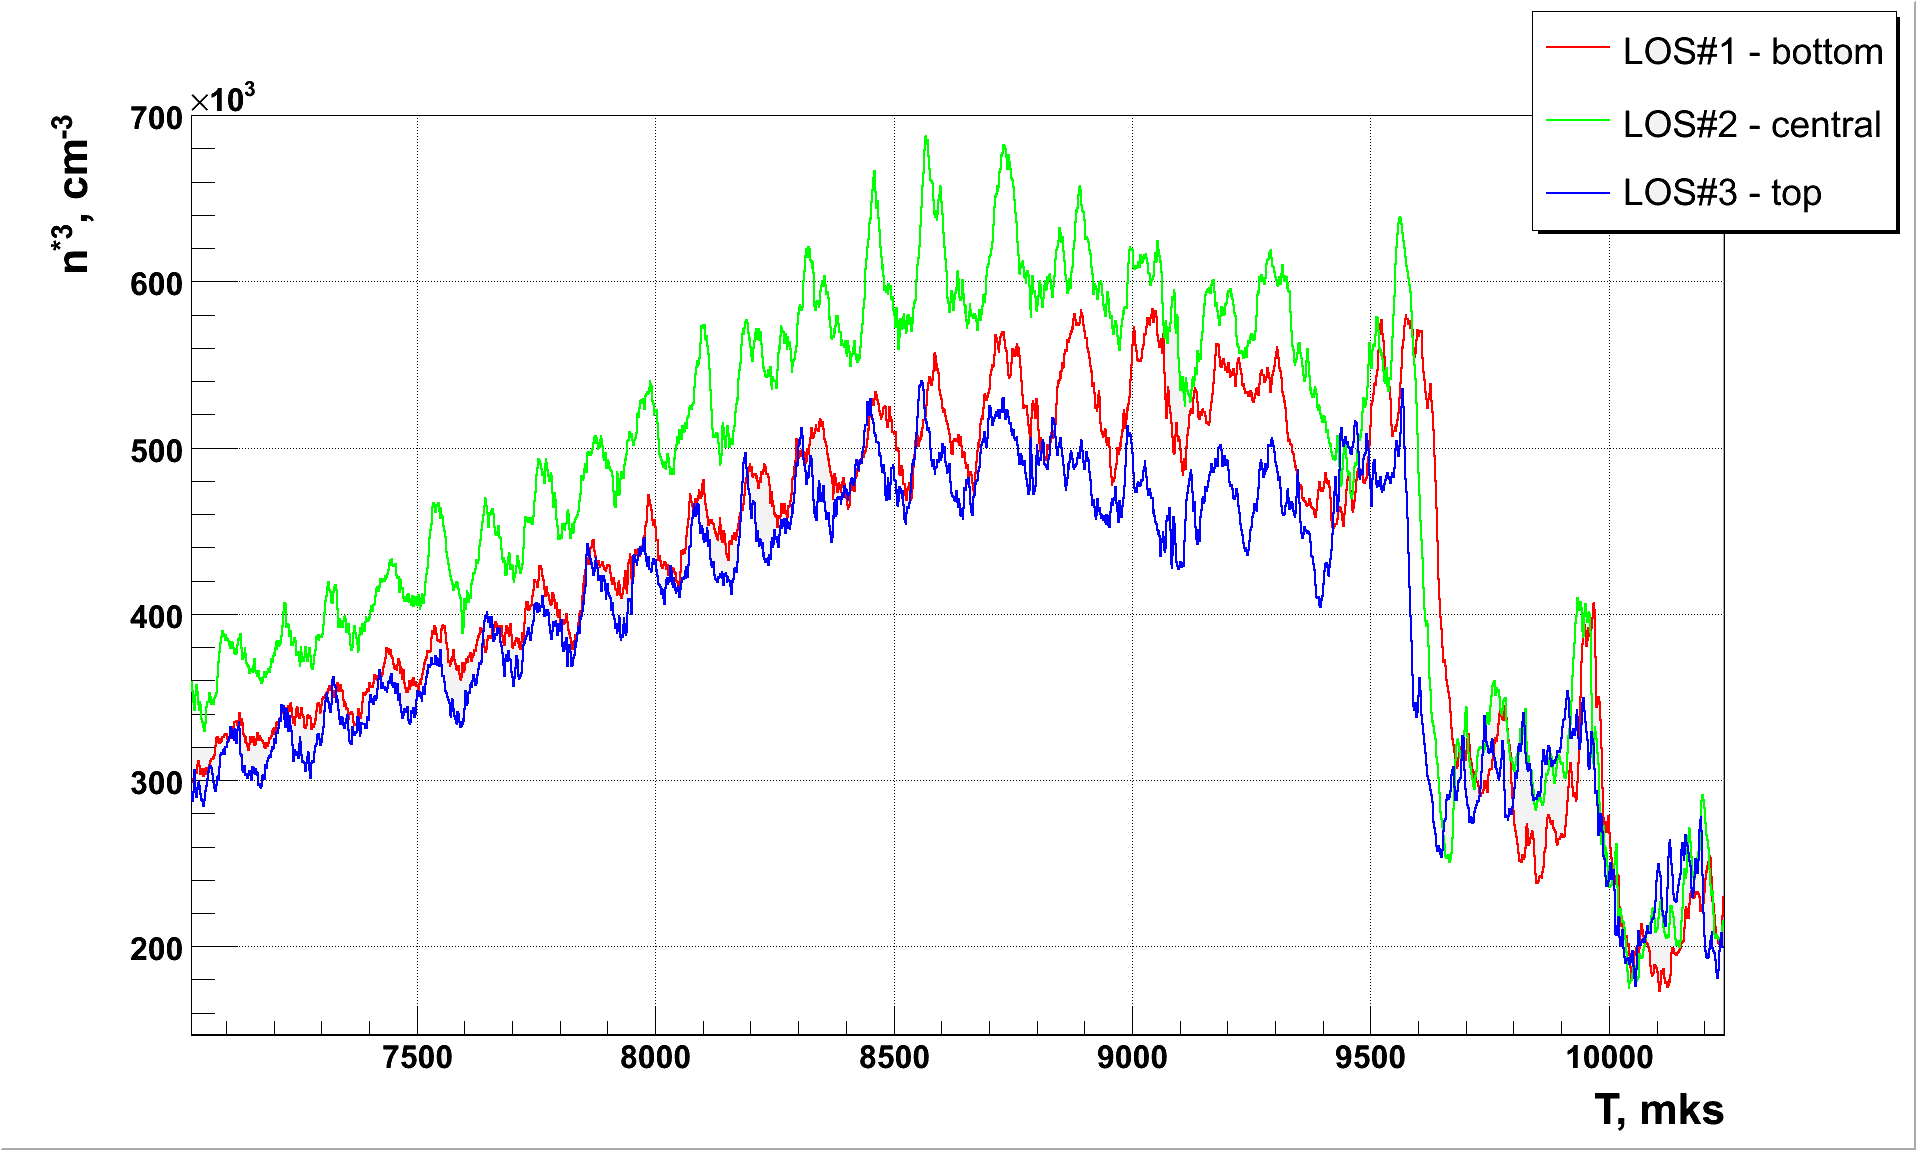 LOS#1 - bottom
LOS#2 - central
LOS#3 - top
×10³
n*³, cm⁻³
700
600
500
400
300
200
7500 8000 8500 9000 9500 10000
T, mks